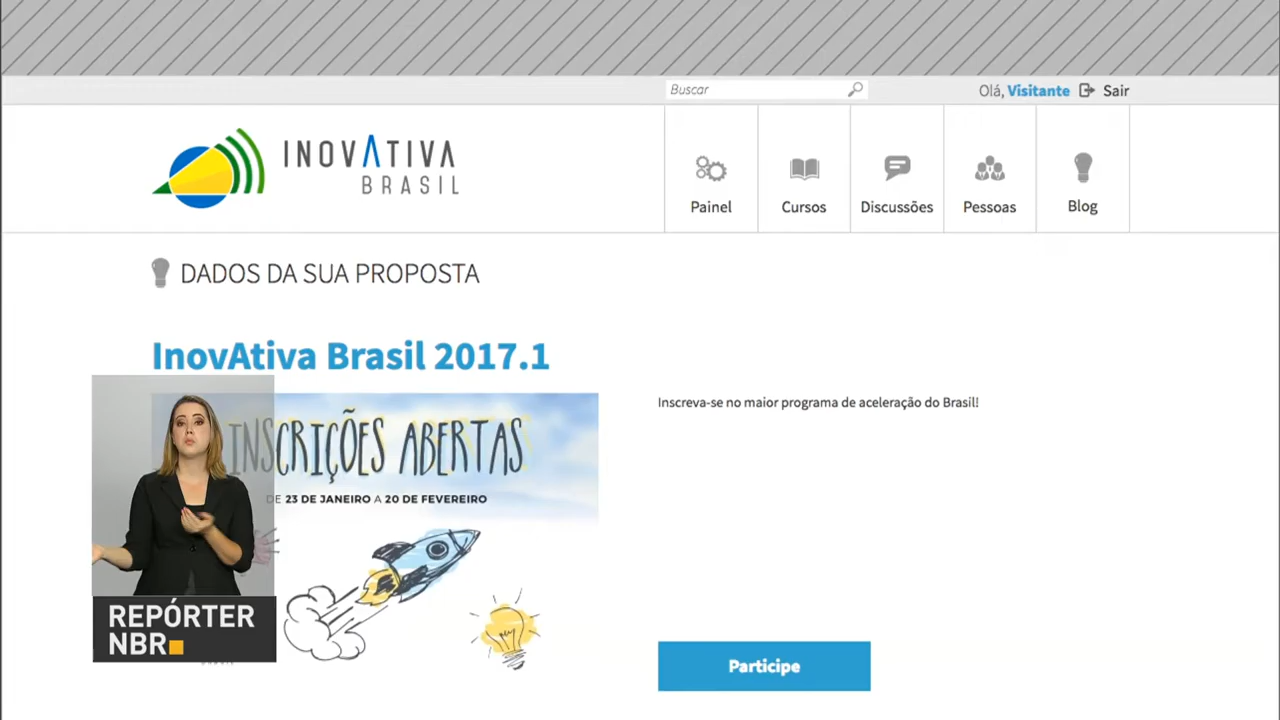 Buscar
Olá, Visitante Sair
INOVATIVA
BRASIL
Painel
Cursos
Discussões
Pessoas
Blog
DADOS DA SUA PROPOSTA
InovAtiva Brasil 2017.1
INSCRIÇÕES ABERTAS
DE 23 DE JANEIRO A 20 DE FEVEREIRO
Inscreva-se no maior programa de aceleração do Brasil!
REPÓRTER
NBR
Participe